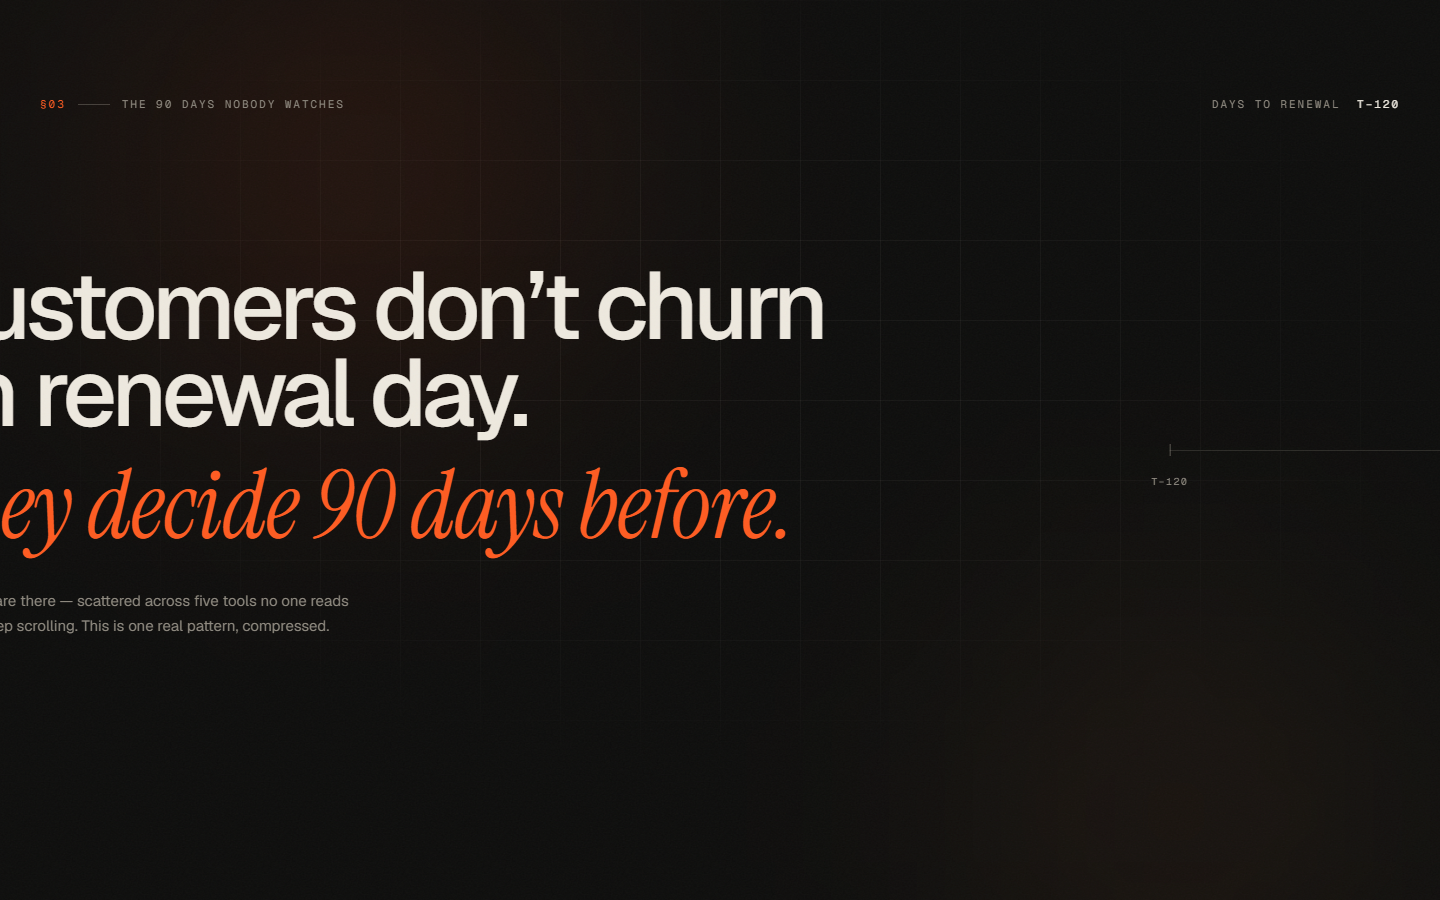 §03 THE 90 DAYS NOBODY WATCHES
DAYS TO RENEWAL T–120
ustomers don’t churn
n renewal day.
ey decide 90 days before.
T–120
are there — scattered across five tools no one reads
ep scrolling. This is one real pattern, compressed.